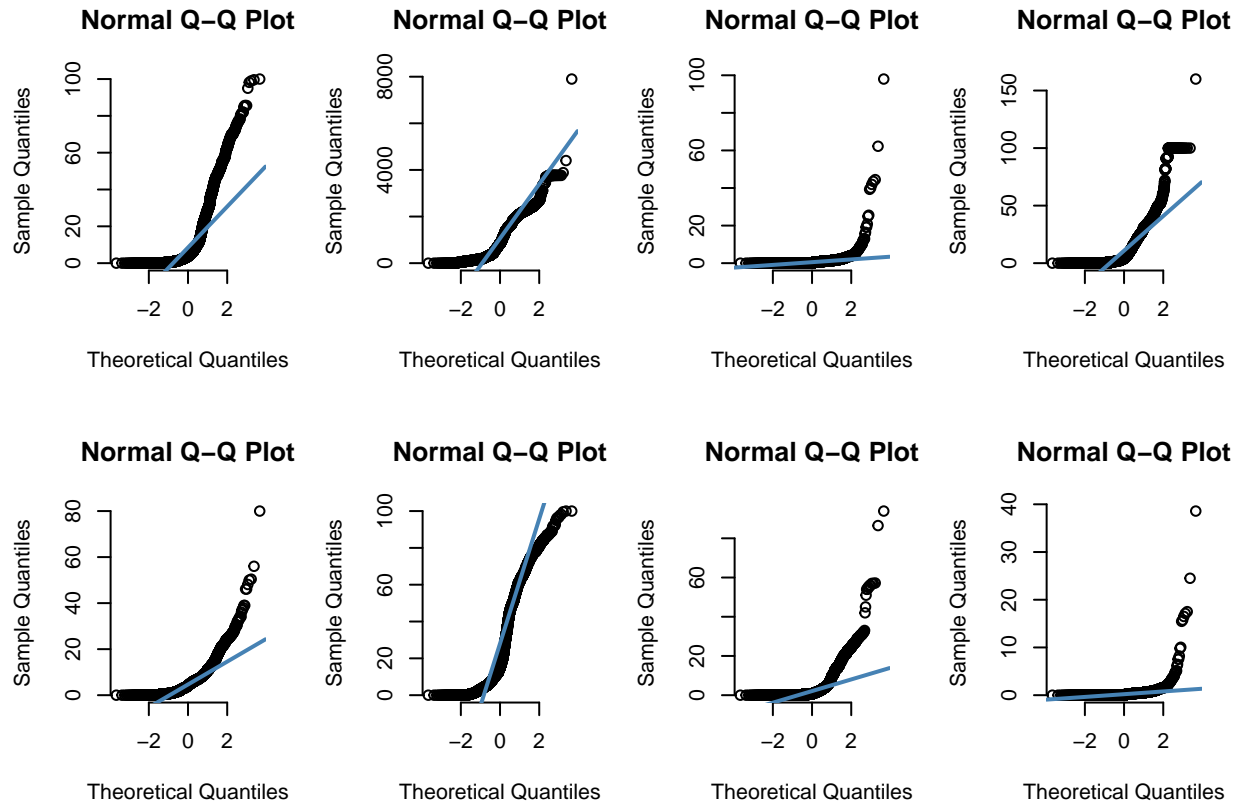 Normal Q−Q Plot
Sample Quantiles
0
20
60
100
−2 0 2
Theoretical Quantiles
Normal Q−Q Plot
Sample Quantiles
0
4000
8000
−2 0 2
Theoretical Quantiles
Normal Q−Q Plot
Sample Quantiles
0
20
60
100
−2 0 2
Theoretical Quantiles
Normal Q−Q Plot
Sample Quantiles
0
50
100
150
−2 0 2
Theoretical Quantiles
Normal Q−Q Plot
Sample Quantiles
0
20
40
60
80
−2 0 2
Theoretical Quantiles
Normal Q−Q Plot
Sample Quantiles
0
20
60
100
−2 0 2
Theoretical Quantiles
Normal Q−Q Plot
Sample Quantiles
0
20
60
−2 0 2
Theoretical Quantiles
Normal Q−Q Plot
Sample Quantiles
0
10
20
30
40
−2 0 2
Theoretical Quantiles